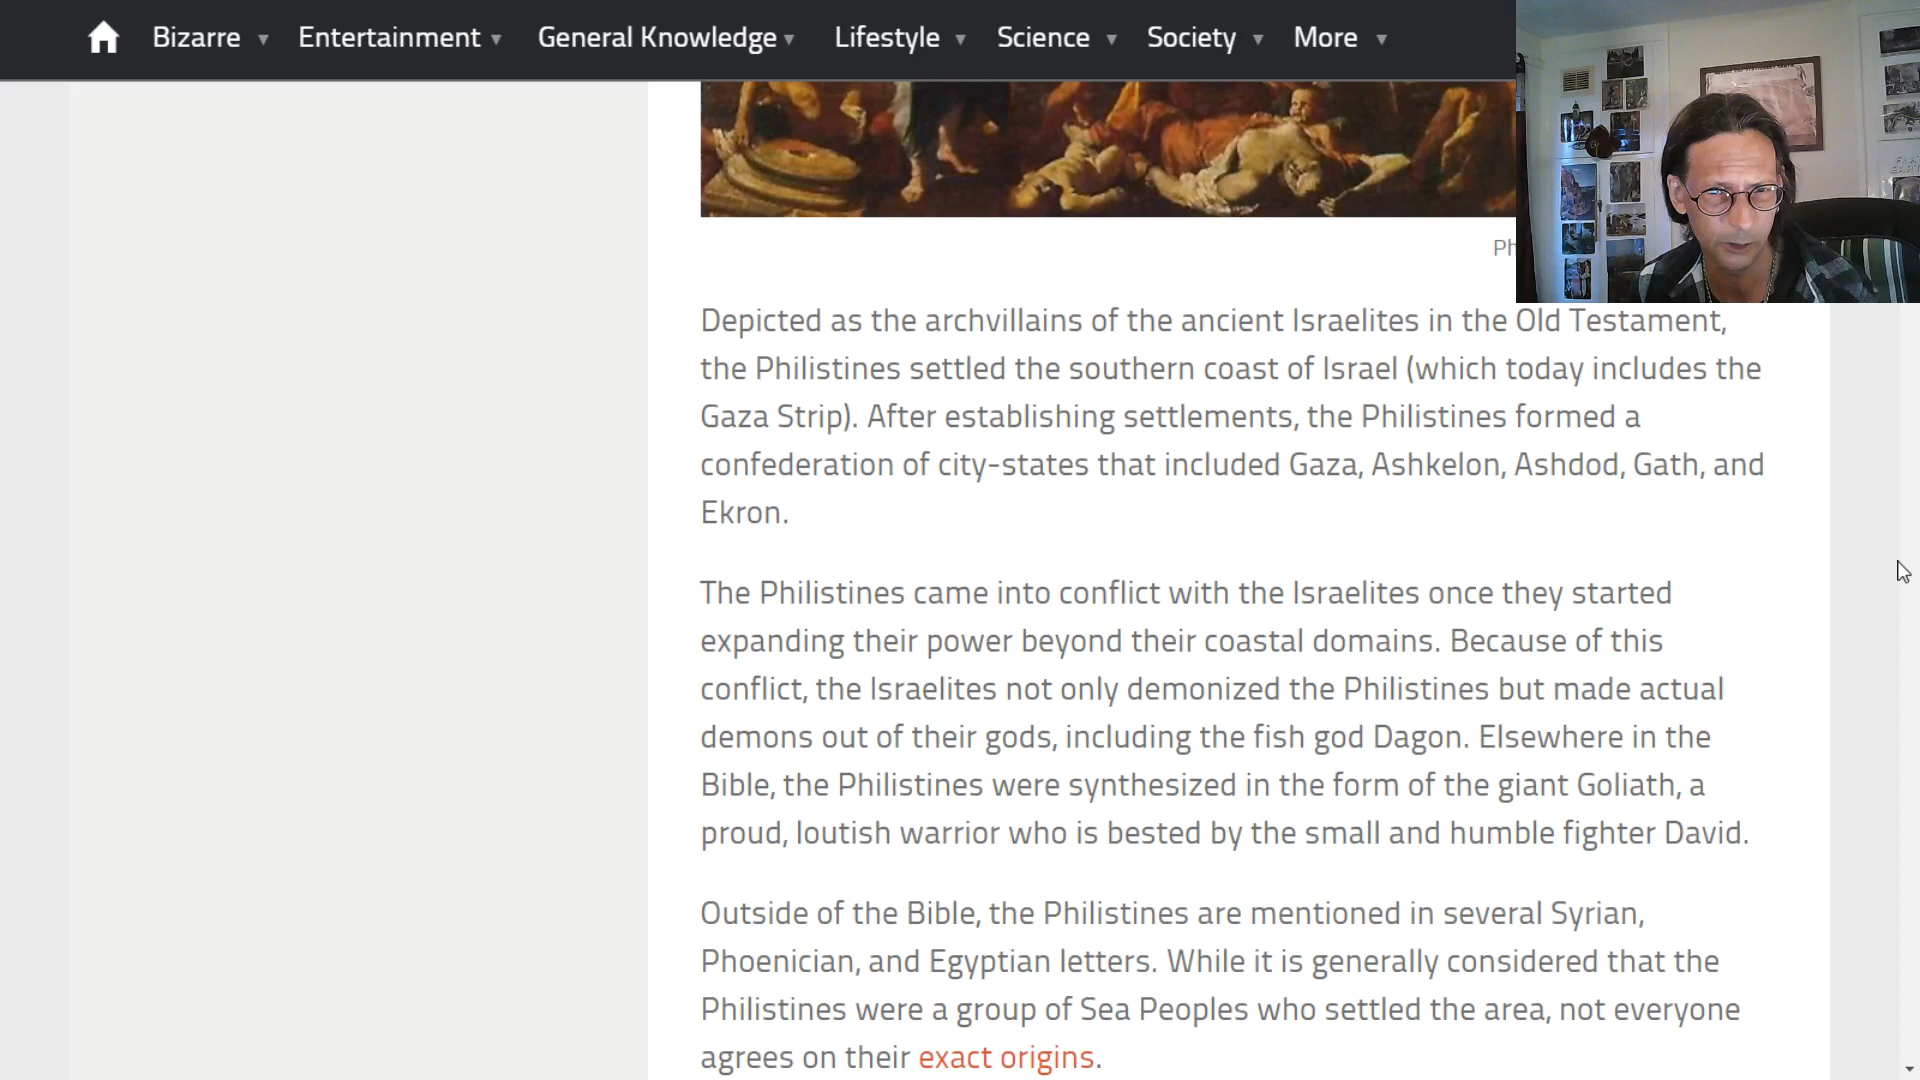 Bizarre Entertainment General Knowledge Lifestyle Science Society More
Ph
Depicted as the archvillains of the ancient Israelites in the Old Testament,
the Philistines settled the southern coast of Israel (which today includes the
Gaza Strip). After establishing settlements, the Philistines formed a
confederation of city-states that included Gaza, Ashkelon, Ashdod, Gath, and
Ekron.
The Philistines came into conflict with the Israelites once they started
expanding their power beyond their coastal domains. Because of this
conflict, the Israelites not only demonized the Philistines but made actual
demons out of their gods, including the fish god Dagon. Elsewhere in the
Bible, the Philistines were synthesized in the form of the giant Goliath, a
proud, loutish warrior who is bested by the small and humble fighter David.
Outside of the Bible, the Philistines are mentioned in several Syrian,
Phoenician, and Egyptian letters. While it is generally considered that the
Philistines were a group of Sea Peoples who settled the area, not everyone
agrees on their exact origins.